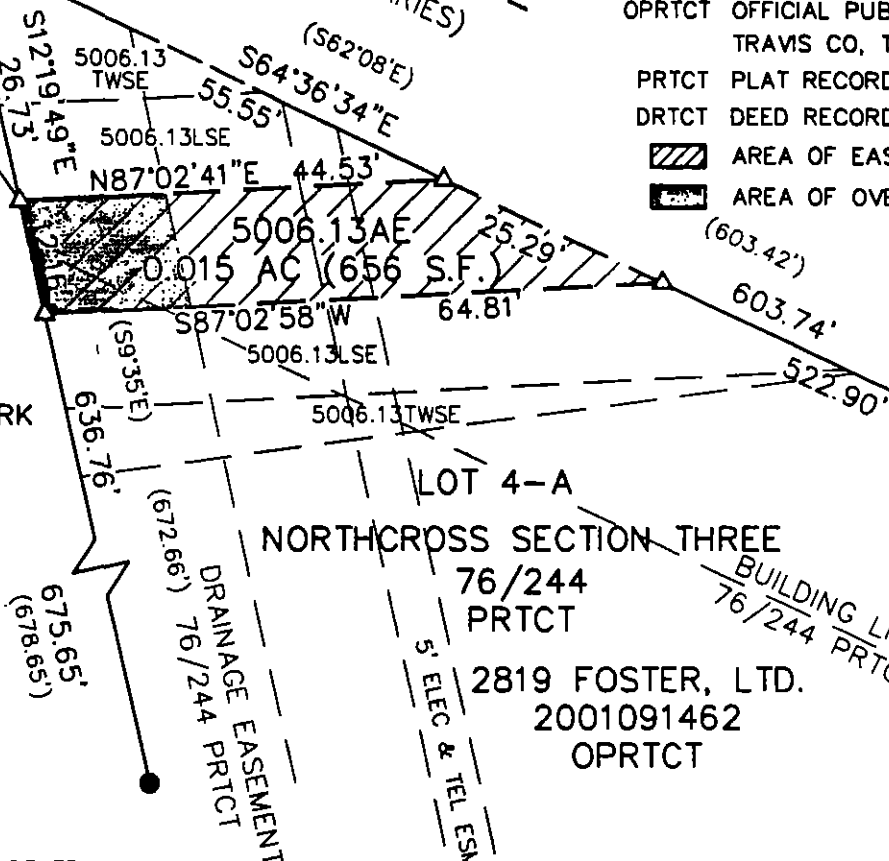 OPRTCT OFFICIAL PUB
TRAVIS CO, T
PRTCT PLAT RECORD
DRTCT DEED RECORD
AREA OF EAS
AREA OF OVE
(S62°08'E)
S64°36'34"E
55.55'
S12°19'49"E
26.73'
5006.13
TWSE
5006.13LSE
N87°02'41"E 44.53'
5006.13AE
0.015 AC (656 S.F.)
25.29'
(603.42')
603.74'
522.90'
S87°02'58"W 64.81'
5006.13LSE
(S9°35'E)
5006.13TWSE
RK
636.76'
(672.66')
675.65'
(678.65')
LOT 4-A
NORTHCROSS SECTION THREE
76/244
PRTCT
2819 FOSTER, LTD.
2001091462
OPRTCT
BUILDING LI
76/244 PRTC
DRAINAGE EASEMENT
76/244 PRTCT
5' ELEC & TEL ESM